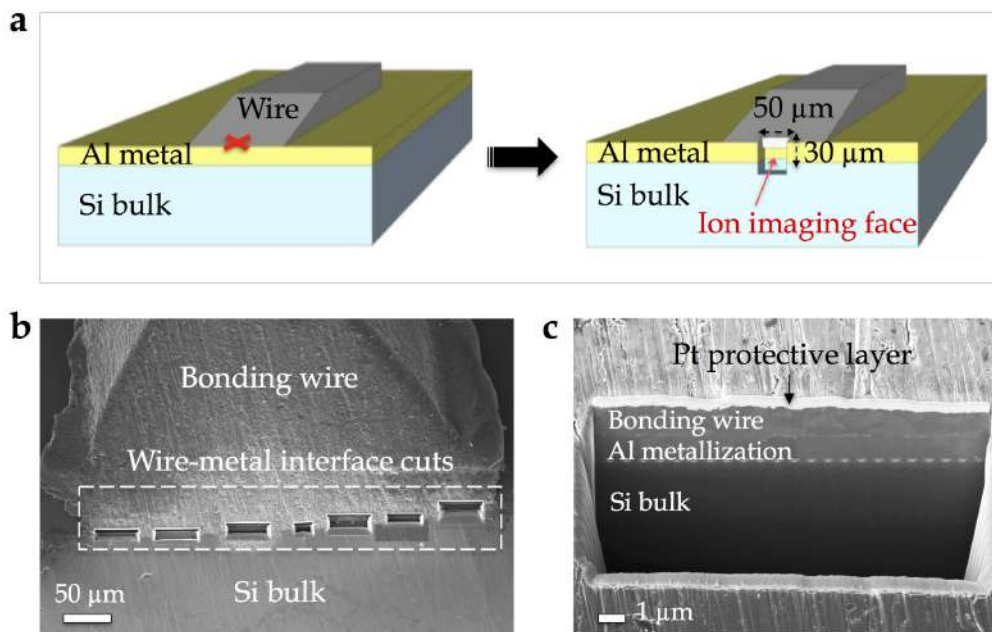 a
Wire
Al metal
Si bulk
50 µm
Al metal
30 µm
Si bulk
Ion imaging face
b
Bonding wire
Wire-metal interface cuts
Si bulk
50 µm
c
Pt protective layer
Bonding wire
Al metallization
Si bulk
1 µm